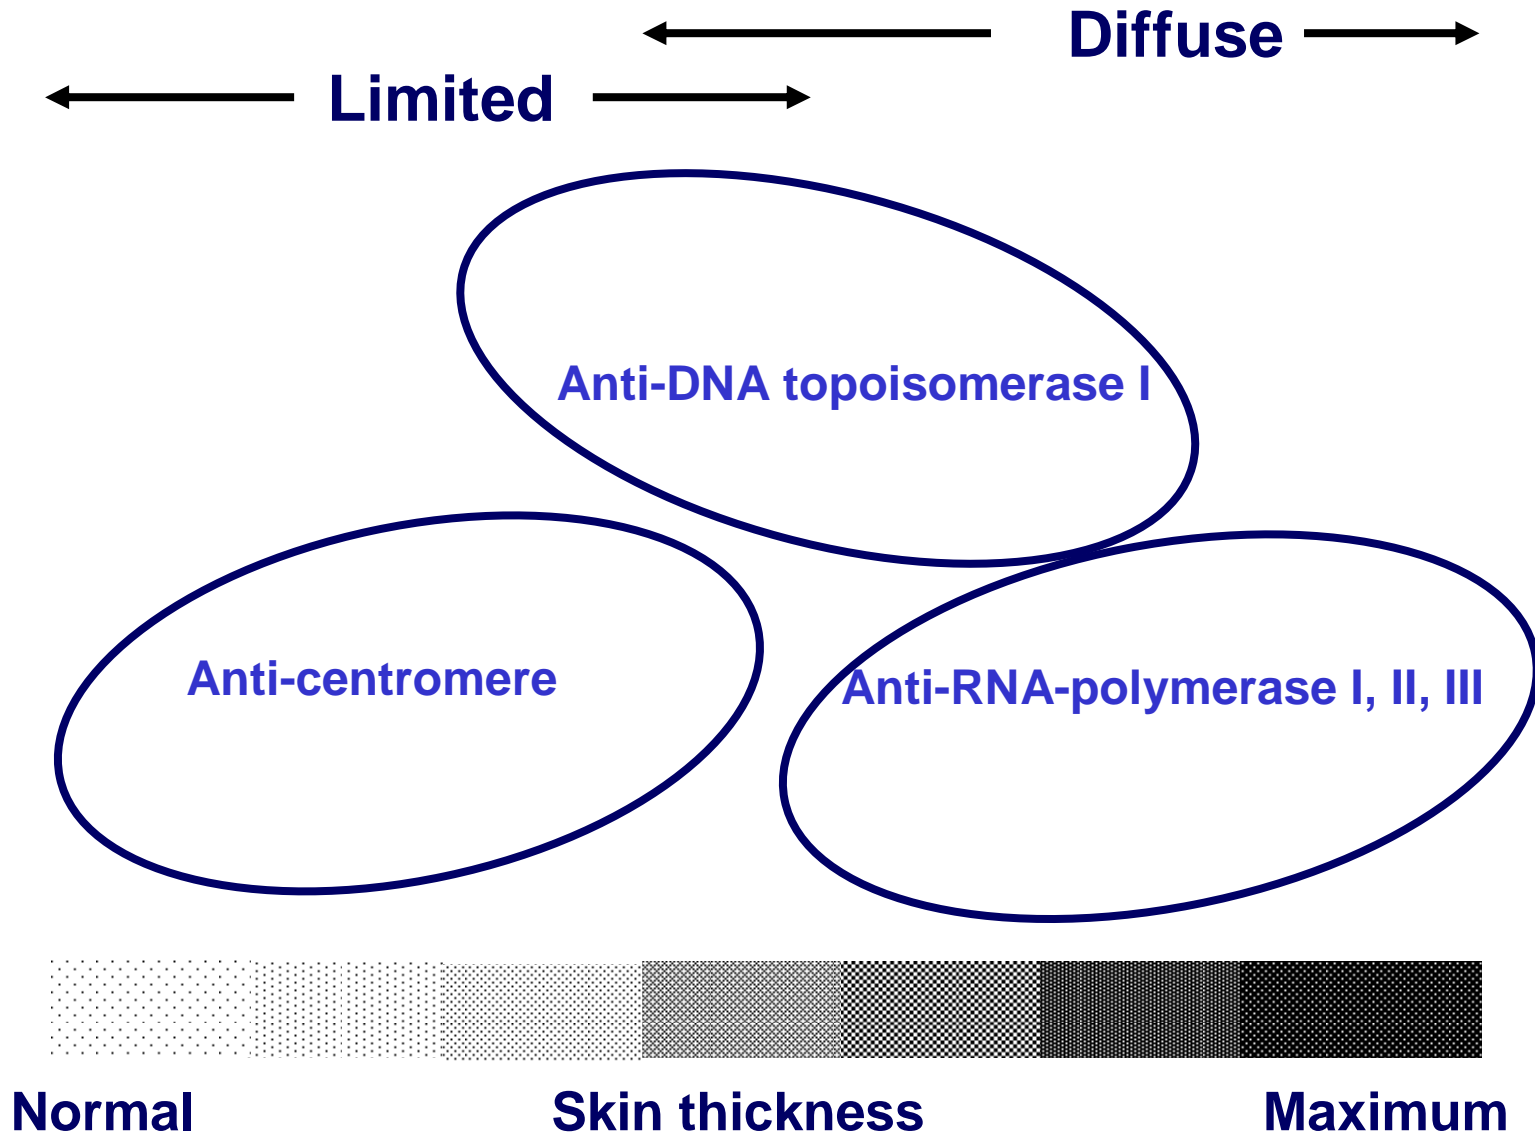 Diffuse
Limited
Anti-DNA topoisomerase I
Anti-centromere
Anti-RNA-polymerase I, II, III
Normal
Skin thickness
Maximum